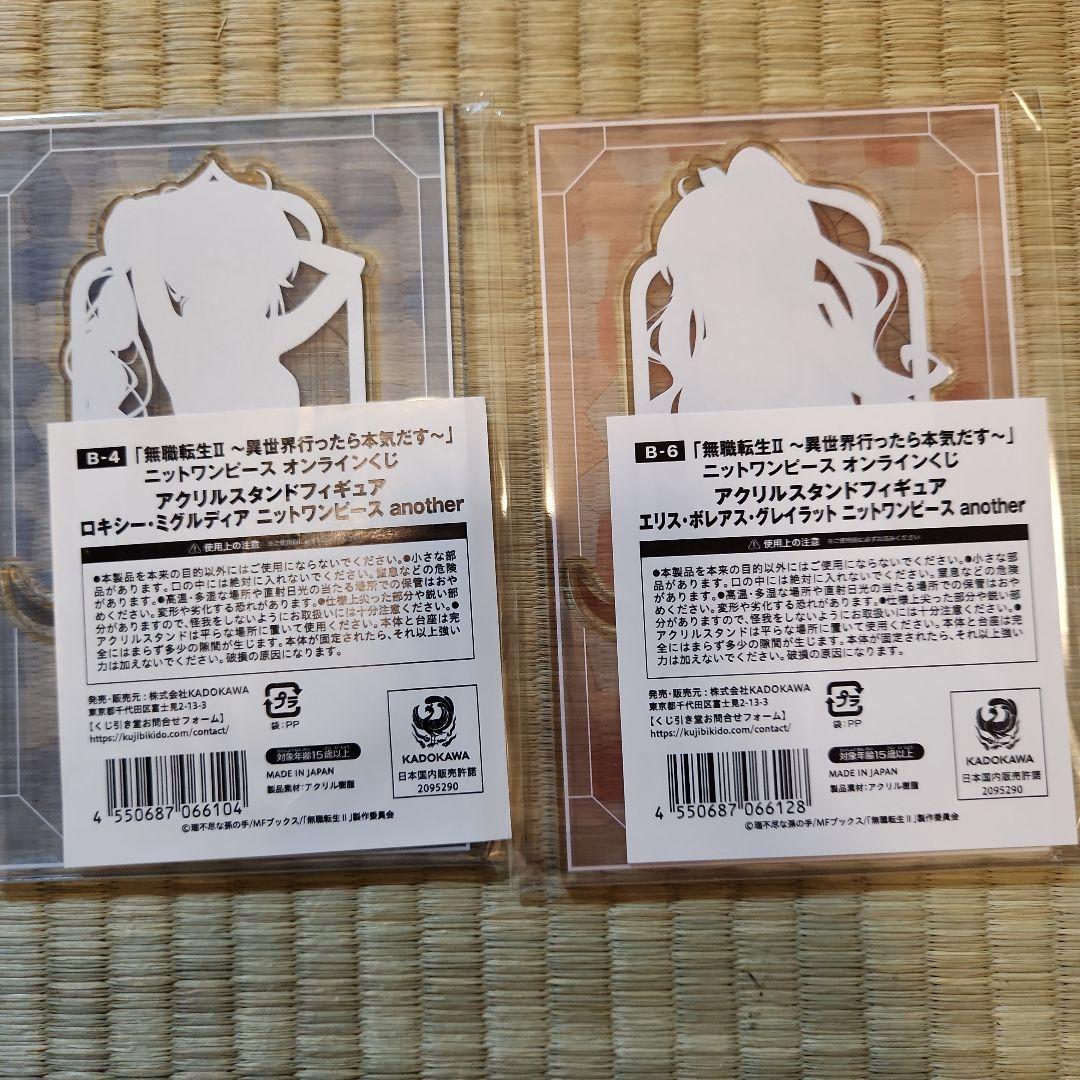 B-4 「無職転生Ⅱ ～異世界行ったら本気だす～」
ニットワンピース オンラインくじ
アクリルスタンドフィギュア
ロキシー・ミグルディア ニットワンピース another
⚠ 使用上の注意 ※ご使用前に必ずお読みください
●本製品を本来の目的以外にはご使用にならないでください。●小さな部
品があります。口の中には絶対に入れないでください。窒息などの危険
があります。●高温・多湿な場所や直射日光の当たる場所での保管はおや
めください。変形や劣化する恐れがあります。●仕様上尖った部分や鋭い部
分がありますので、怪我をしないようにお取扱いには十分注意ください。●
アクリルスタンドは平らな場所に置いて使用ください。本体と台座は完
全にはまらず多少の隙間が生じます。本体が固定されたら、それ以上強い
力は加えないでください。破損の原因になります。
発売・販売元：株式会社KADOKAWA
東京都千代田区富士見2-13-3
【くじ引き堂お問合せフォーム】
https://kujibikido.com/contact/
プラ
袋：PP
対象年齢15歳以上
MADE IN JAPAN
製品素材：アクリル樹脂
KADOKAWA
日本国内販売許諾
2095290
4 550687 066104
©理不尽な孫の手/MFブックス/「無職転生Ⅱ」製作委員会
B-6 「無職転生Ⅱ ～異世界行ったら本気だす～」
ニットワンピース オンラインくじ
アクリルスタンドフィギュア
エリス・ボレアス・グレイラット ニットワンピース another
⚠ 使用上の注意 ※ご使用前に必ずお読みください
●本製品を本来の目的以外にはご使用にならないでください。●小さな部
品があります。口の中には絶対に入れないでください。窒息などの危険
があります。●高温・多湿な場所や直射日光の当たる場所での保管はおや
めください。変形や劣化する恐れがあります。●仕様上尖った部分や鋭い部
分がありますので、怪我をしないようにお取扱いには十分注意ください。●
アクリルスタンドは平らな場所に置いて使用ください。本体と台座は完
全にはまらず多少の隙間が生じます。本体が固定されたら、それ以上強い
力は加えないでください。破損の原因になります。
発売・販売元：株式会社KADOKAWA
東京都千代田区富士見2-13-3
【くじ引き堂お問合せフォーム】
https://kujibikido.com/contact/
プラ
袋：PP
対象年齢15歳以上
MADE IN JAPAN
製品素材：アクリル樹脂
KADOKAWA
日本国内販売許諾
2095290
4 550687 066128
©理不尽な孫の手/MFブックス/「無職転生Ⅱ」製作委員会